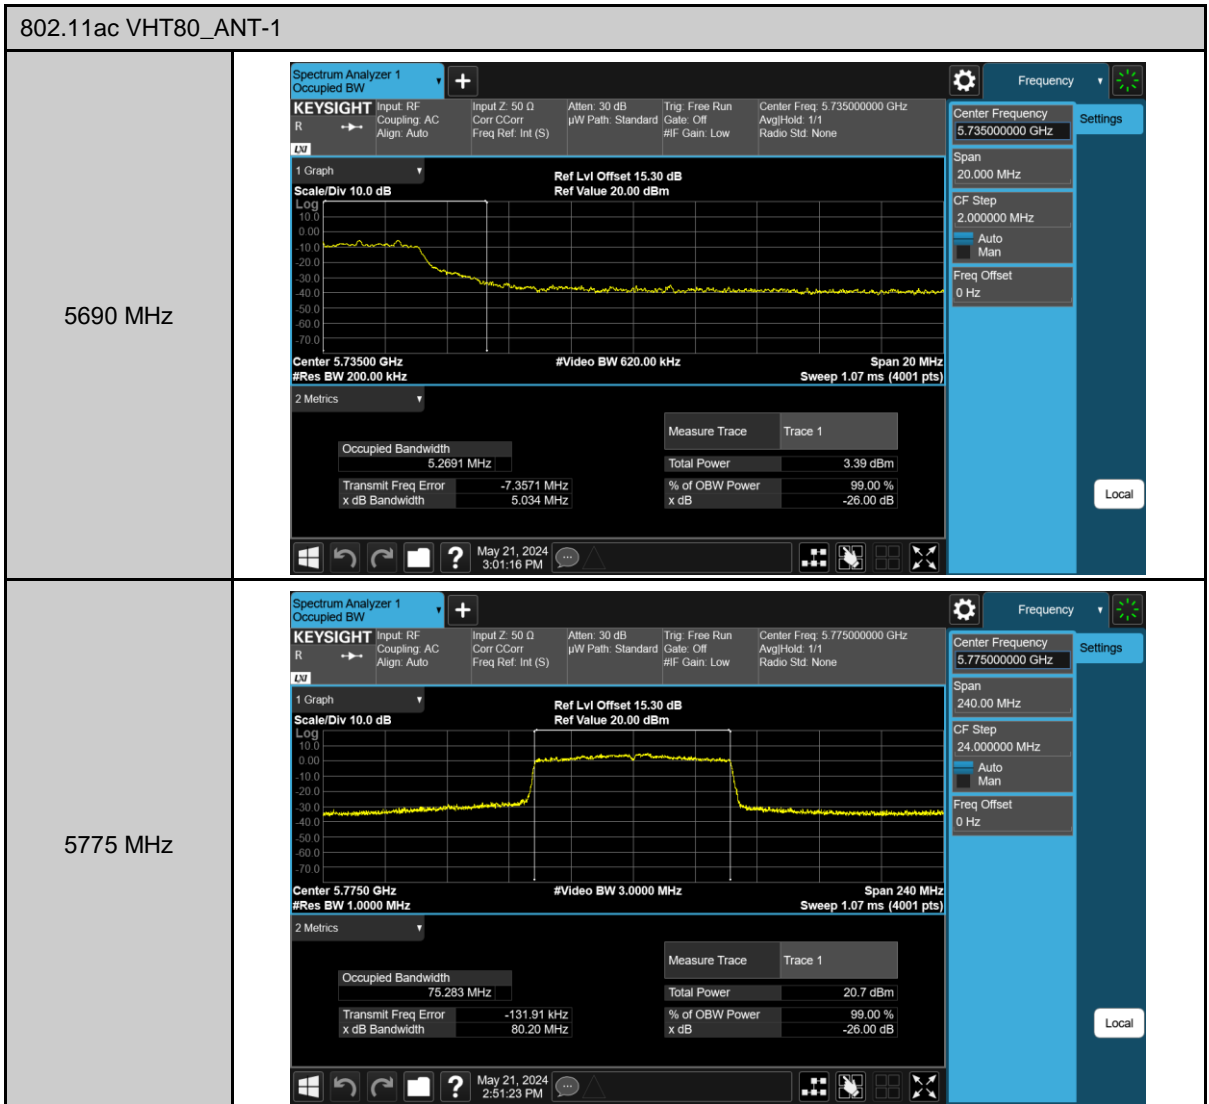 802.11ac VHT80_ANT-1
5690 MHz
Spectrum Analyzer 1
Occupied BW
+
Frequency
KEYSIGHT
R
LXI
Input: RF
Coupling: AC
Align: Auto
Input Z: 50 Ω
Corr CCorr
Freq Ref: Int (S)
Atten: 30 dB
µW Path: Standard
Trig: Free Run
Gate: Off
#IF Gain: Low
Center Freq: 5.735000000 GHz
Avg|Hold: 1/1
Radio Std: None
Center Frequency
5.735000000 GHz
Settings
Span
20.000 MHz
CF Step
2.000000 MHz
Auto
Man
Freq Offset
0 Hz
Local
1 Graph
Scale/Div 10.0 dB
Ref Lvl Offset 15.30 dB
Ref Value 20.00 dBm
Log
10.0
0.00
-10.0
-20.0
-30.0
-40.0
-50.0
-60.0
-70.0
Center 5.73500 GHz
#Video BW 620.00 kHz
Span 20 MHz
#Res BW 200.00 kHz
Sweep 1.07 ms (4001 pts)
2 Metrics
Measure Trace Trace 1
Occupied Bandwidth
5.2691 MHz
Total Power 3.39 dBm
Transmit Freq Error -7.3571 MHz
% of OBW Power 99.00 %
x dB Bandwidth 5.034 MHz
x dB -26.00 dB
?
May 21, 2024
3:01:16 PM
5775 MHz
Spectrum Analyzer 1
Occupied BW
+
Frequency
KEYSIGHT
R
LXI
Input: RF
Coupling: AC
Align: Auto
Input Z: 50 Ω
Corr CCorr
Freq Ref: Int (S)
Atten: 30 dB
µW Path: Standard
Trig: Free Run
Gate: Off
#IF Gain: Low
Center Freq: 5.775000000 GHz
Avg|Hold: 1/1
Radio Std: None
Center Frequency
5.775000000 GHz
Settings
Span
240.00 MHz
CF Step
24.000000 MHz
Auto
Man
Freq Offset
0 Hz
Local
1 Graph
Scale/Div 10.0 dB
Ref Lvl Offset 15.30 dB
Ref Value 20.00 dBm
Log
10.0
0.00
-10.0
-20.0
-30.0
-40.0
-50.0
-60.0
-70.0
Center 5.7750 GHz
#Video BW 3.0000 MHz
Span 240 MHz
#Res BW 1.0000 MHz
Sweep 1.07 ms (4001 pts)
2 Metrics
Measure Trace Trace 1
Occupied Bandwidth
75.283 MHz
Total Power 20.7 dBm
Transmit Freq Error -131.91 kHz
% of OBW Power 99.00 %
x dB Bandwidth 80.20 MHz
x dB -26.00 dB
?
May 21, 2024
2:51:23 PM